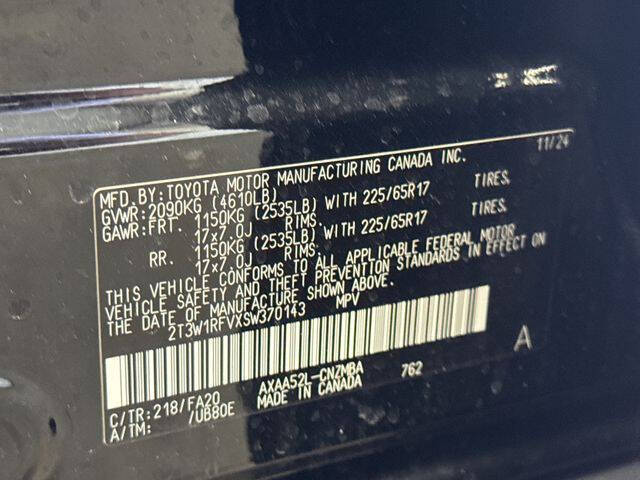 MFD.BY:TOYOTA MOTOR MANUFACTURING CANADA INC. 11/24
GVWR:2090KG (4610LB)
GAWR:FRT. 1150KG (2535LB) WITH 225/65R17 TIRES.
17x7.0J RIMS.
RR. 1150KG (2535LB) WITH 225/65R17 TIRES.
17x7.0J RIMS.
THIS VEHICLE CONFORMS TO ALL APPLICABLE FEDERAL MOTOR
VEHICLE SAFETY AND THEFT PREVENTION STANDARDS IN EFFECT ON
THE DATE OF MANUFACTURE SHOWN ABOVE.
2T3W1RFVXSW370143 MPV
A
AXAA52L-CNZMBA 762
C/TR:218/FA20 MADE IN CANADA
A/TM: /UB80E